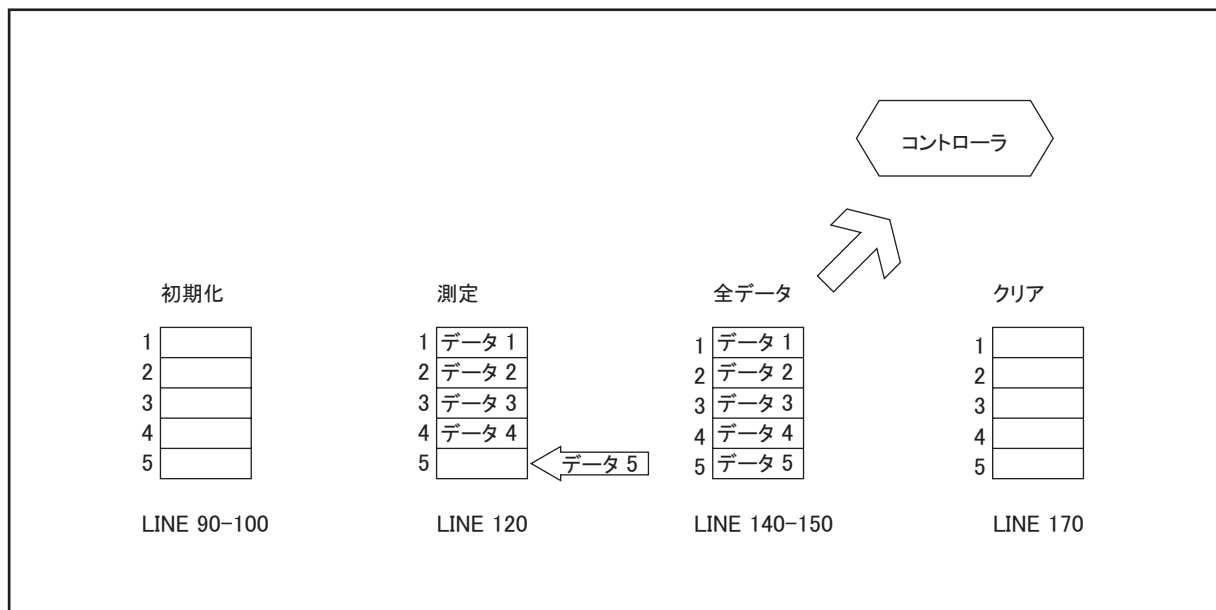 コントローラ
初期化
1
2
3
4
5
LINE 90-100
測定
1 データ 1
2 データ 2
3 データ 3
4 データ 4
5
データ 5
LINE 120
全データ
1 データ 1
2 データ 2
3 データ 3
4 データ 4
5 データ 5
LINE 140-150
クリア
1
2
3
4
5
LINE 170